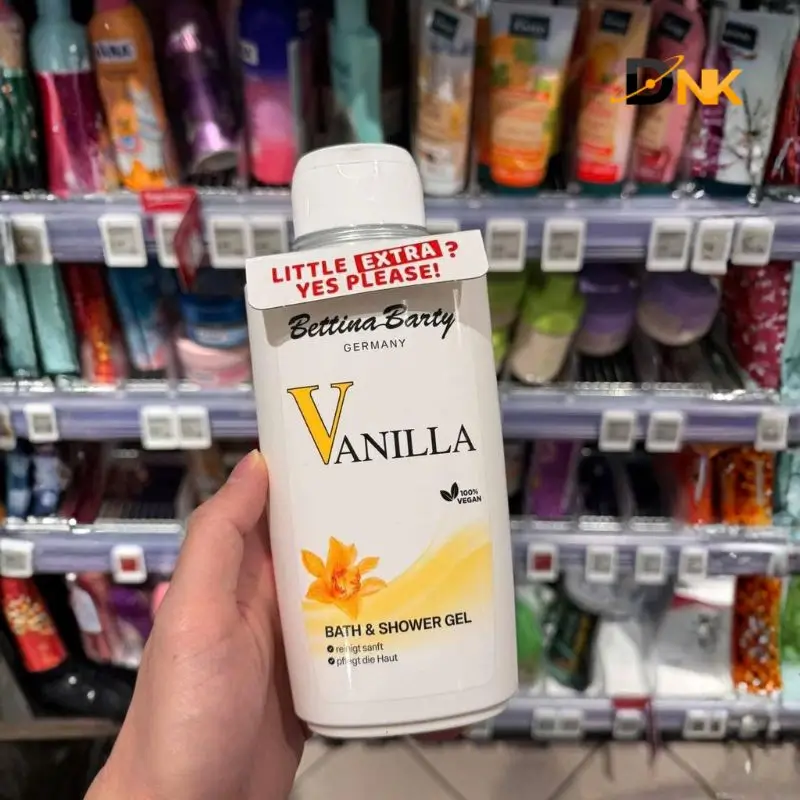 DNK
LITTLE EXTRA?
YES PLEASE!
Bettina Barty
GERMANY
VANILLA
100%
VEGAN
BATH & SHOWER GEL
reinigt sanft
pflegt die Haut